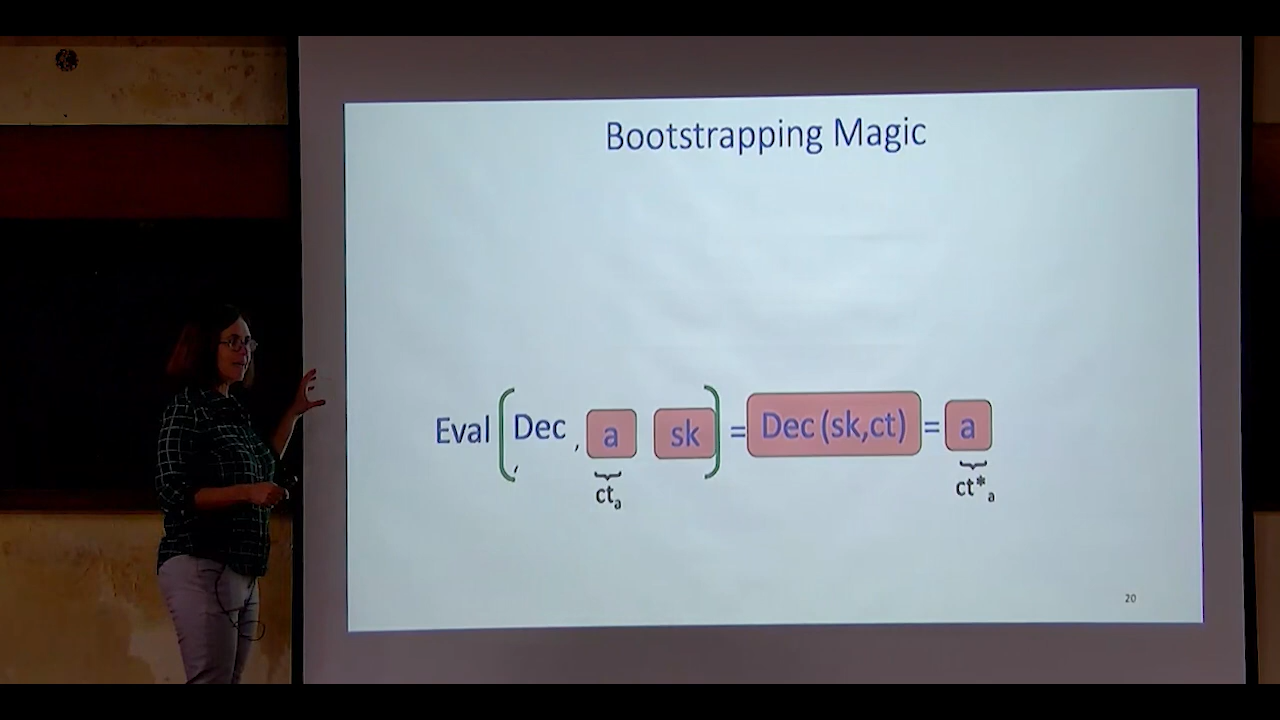 Bootstrapping Magic
Eval ( Dec , a sk ) = Dec (sk,ct) = a
ct_a ct*_a
20